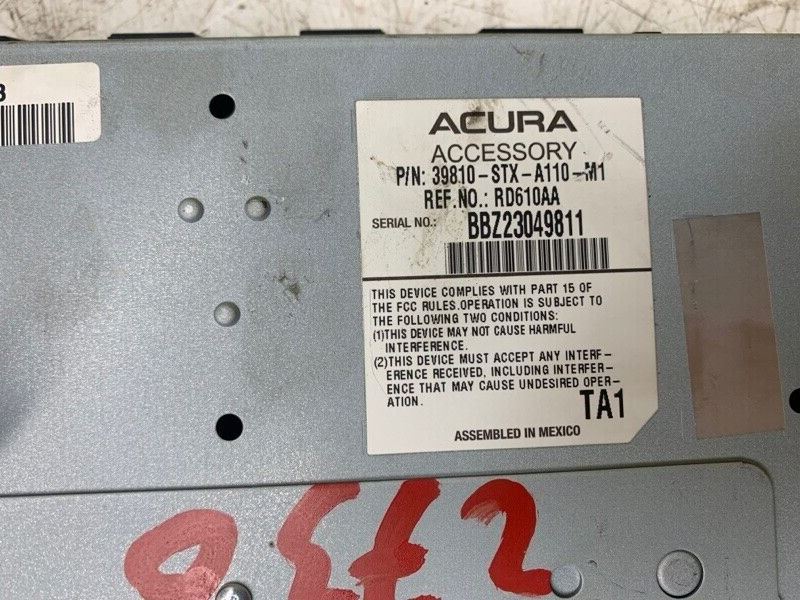 3
ACURA
ACCESSORY
P/N: 39810-STX-A110-M1
REF.NO.: RD610AA
SERIAL NO.: BBZ23049811
THIS DEVICE COMPLIES WITH PART 15 OF
THE FCC RULES.OPERATION IS SUBJECT TO
THE FOLLOWING TWO CONDITIONS:
(1)THIS DEVICE MAY NOT CAUSE HARMFUL
INTERFERENCE.
(2)THIS DEVICE MUST ACCEPT ANY INTERF-
ERENCE RECEIVED, INCLUDING INTERFER-
ENCE THAT MAY CAUSE UNDESIRED OPER-
ATION.
TA1
ASSEMBLED IN MEXICO